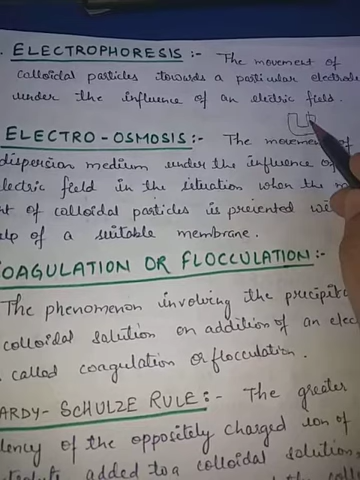 . ELECTROPHORESIS :- The movement of
colloidal particles towards a particular electrode
under the influence of an electric field.
ELECTRO-OSMOSIS:- The movement of
dispersion medium under the influence
electric field in the situation when the
nt of colloidal particles is prevented
elp of a suitable membrane.
COAGULATION OR FLOCCULATION:-
The phenomenon involving the precipita
colloidal solution on addition of an elec
called coagulation or flocculation.
ARDY-SCHULZE RULE:- The greater
lency of the oppositely charged ion of
added to a colloidal solution,